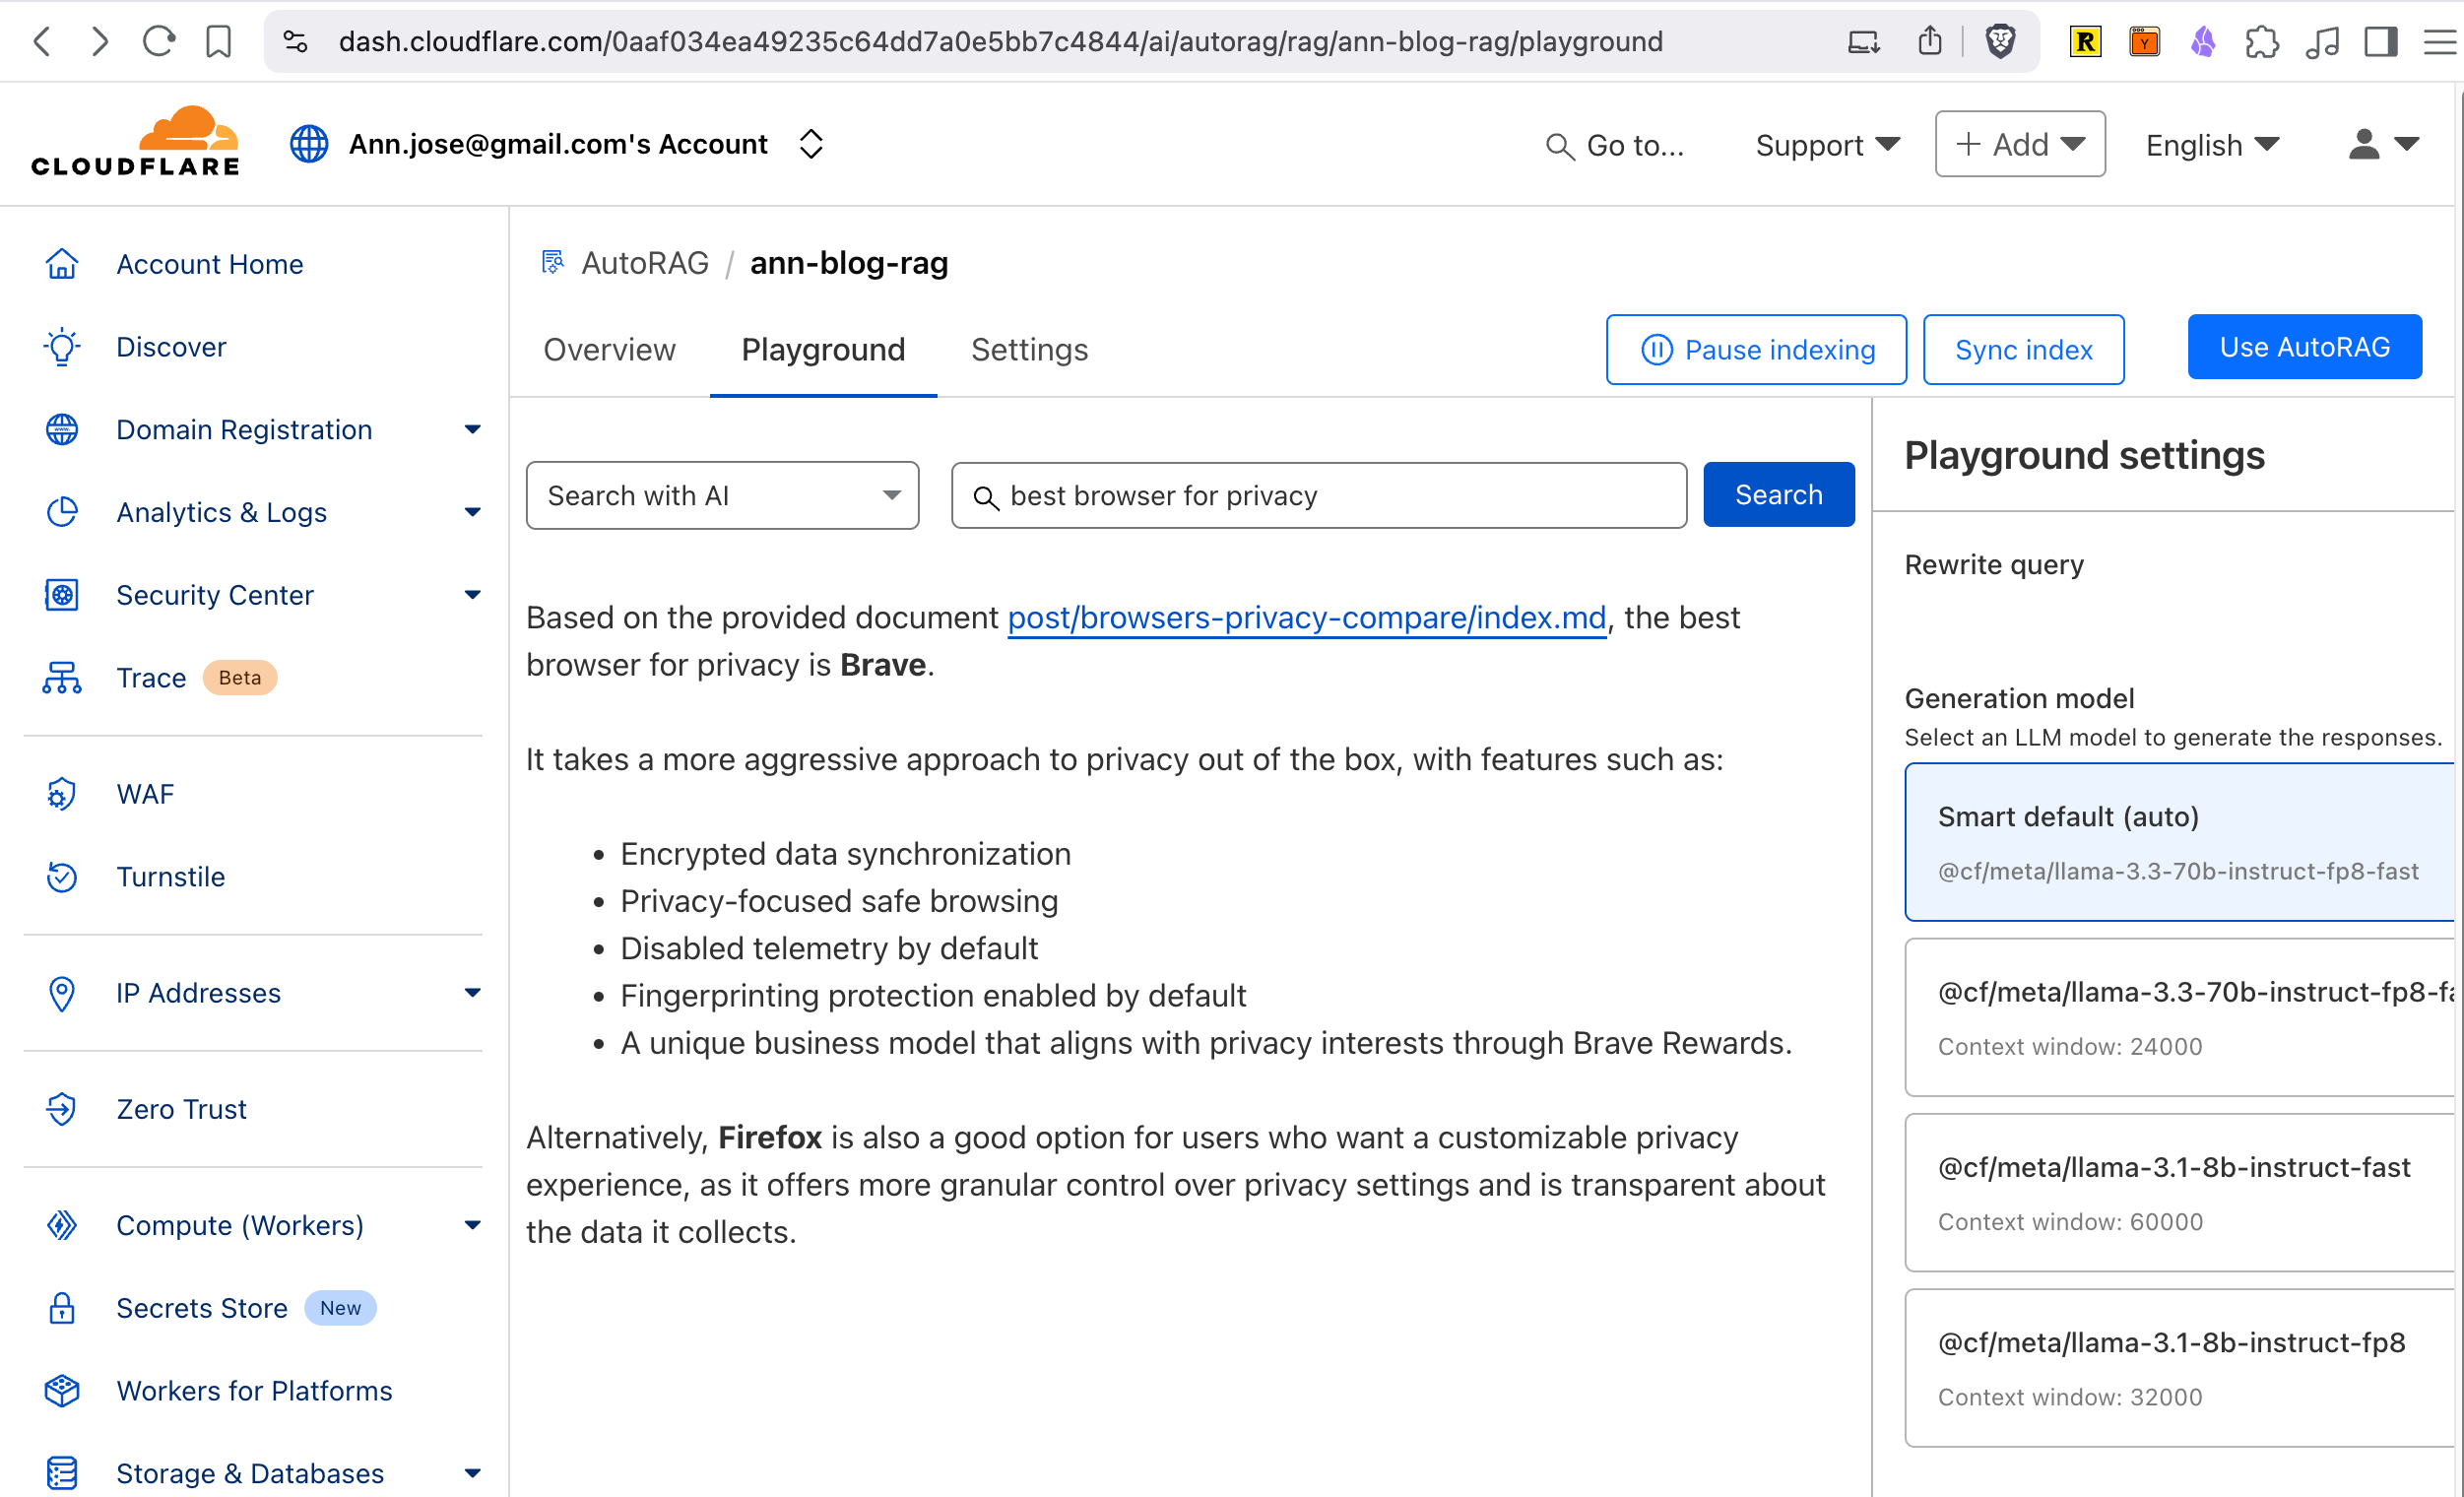 dash.cloudflare.com/0aaf034ea49235c64dd7a0e5bb7c4844/ai/autorag/rag/ann-blog-rag/playground
R
Y
CLOUDFLARE
Ann.jose@gmail.com's Account
Go to...
Support
+ Add
English
Account Home
Discover
Domain Registration
Analytics & Logs
Security Center
Trace Beta
WAF
Turnstile
IP Addresses
Zero Trust
Compute (Workers)
Secrets Store New
Workers for Platforms
Storage & Databases
AutoRAG / ann-blog-rag
Overview Playground Settings
Pause indexing
Sync index
Use AutoRAG
Search with AI
best browser for privacy
Search
Based on the provided document post/browsers-privacy-compare/index.md, the best
browser for privacy is Brave.
It takes a more aggressive approach to privacy out of the box, with features such as:
• Encrypted data synchronization
• Privacy-focused safe browsing
• Disabled telemetry by default
• Fingerprinting protection enabled by default
• A unique business model that aligns with privacy interests through Brave Rewards.
Alternatively, Firefox is also a good option for users who want a customizable privacy
experience, as it offers more granular control over privacy settings and is transparent about
the data it collects.
Playground settings
Rewrite query
Generation model
Select an LLM model to generate the responses.
Smart default (auto)
@cf/meta/llama-3.3-70b-instruct-fp8-fast
@cf/meta/llama-3.3-70b-instruct-fp8-fa
Context window: 24000
@cf/meta/llama-3.1-8b-instruct-fast
Context window: 60000
@cf/meta/llama-3.1-8b-instruct-fp8
Context window: 32000